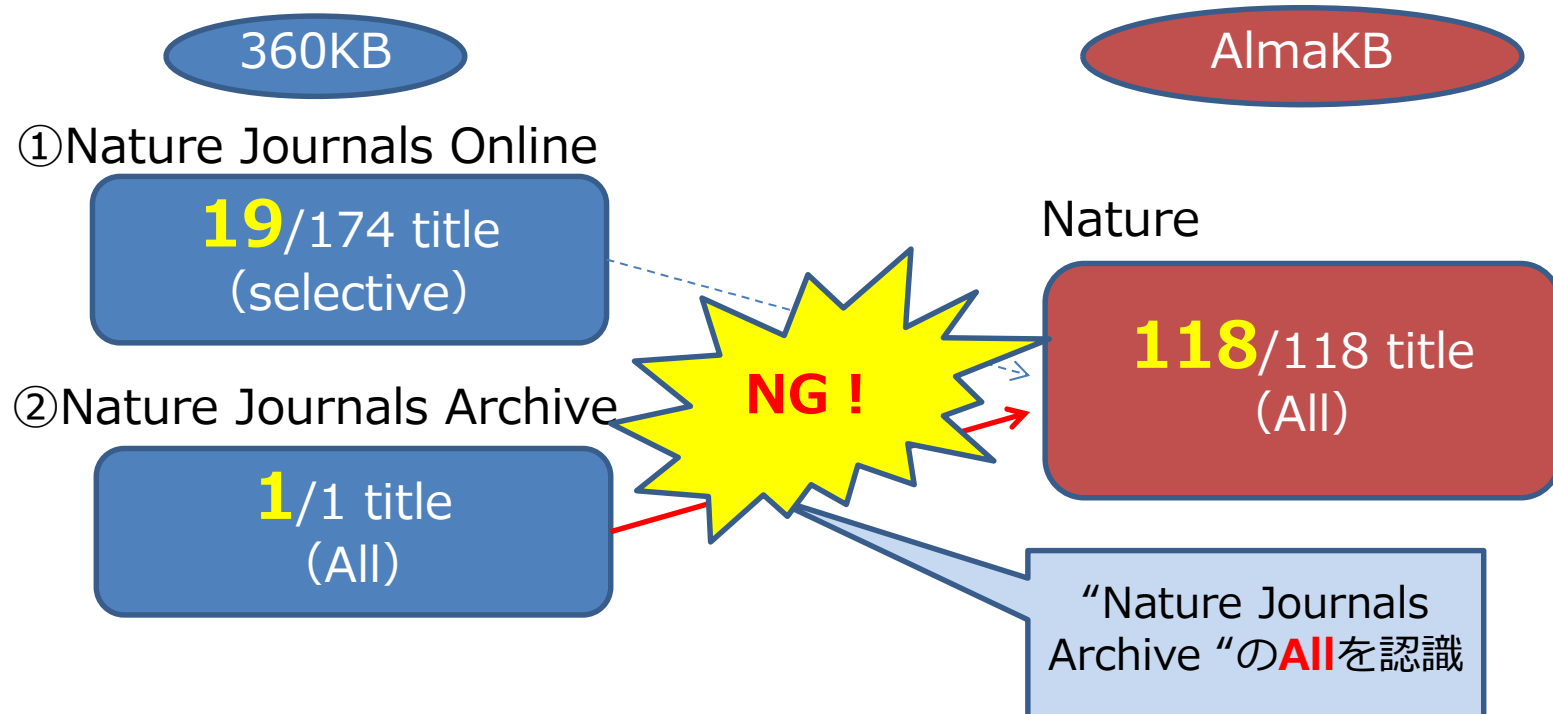 360KB
AlmaKB
①Nature Journals Online
19/174 title
（selective）
②Nature Journals Archive
1/1 title
（All）
NG！
Nature
118/118 title
（All）
“Nature Journals
Archive “のAllを認識